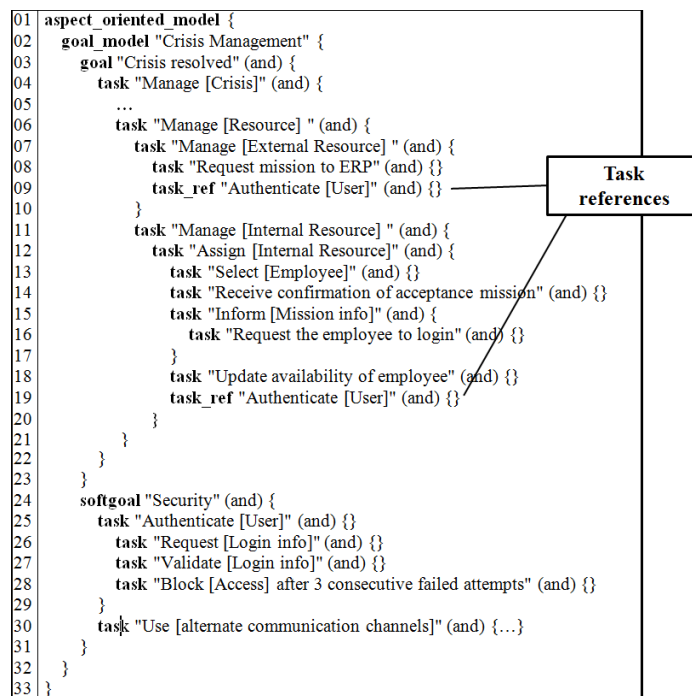 01 aspect_oriented_model {
02 goal_model "Crisis Management" {
03 goal "Crisis resolved" (and) {
04 task "Manage [Crisis]" (and) {
05 ...
06 task "Manage [Resource] " (and) {
07 task "Manage [External Resource] " (and) {
08 task "Request mission to ERP" (and) {}
09 task_ref "Authenticate [User]" (and) {}
10 }
11 task "Manage [Internal Resource] " (and) {
12 task "Assign [Internal Resource]" (and) {
13 task "Select [Employee]" (and) {}
14 task "Receive confirmation of acceptance mission" (and) {}
15 task "Inform [Mission info]" (and) {
16 task "Request the employee to login" (and) {}
17 }
18 task "Update availability of employee" (and) {}
19 task_ref "Authenticate [User]" (and) {}
20 }
21 }
22 }
23 }
24 softgoal "Security" (and) {
25 task "Authenticate [User]" (and) {}
26 task "Request [Login info]" (and) {}
27 task "Validate [Login info]" (and) {}
28 task "Block [Access] after 3 consecutive failed attempts" (and) {}
29 }
30 task "Use [alternate communication channels]" (and) {...}
31 }
32 }
33 }
Task
references